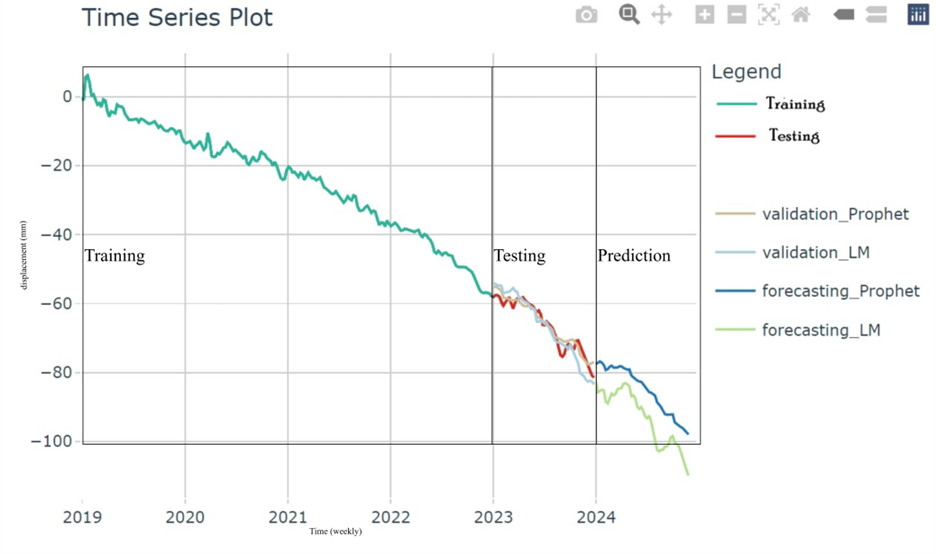 Time Series Plot
Legend
Training
Testing
validation_Prophet
validation_LM
forecasting_Prophet
forecasting_LM
0
−20
−40
−60
−80
−100
displacement (mm)
Training
Testing
Prediction
2019
2020
2021
2022
2023
2024
Time (weekly)